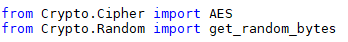 from Crypto.Cipher import AES
from Crypto.Random import get_random_bytes